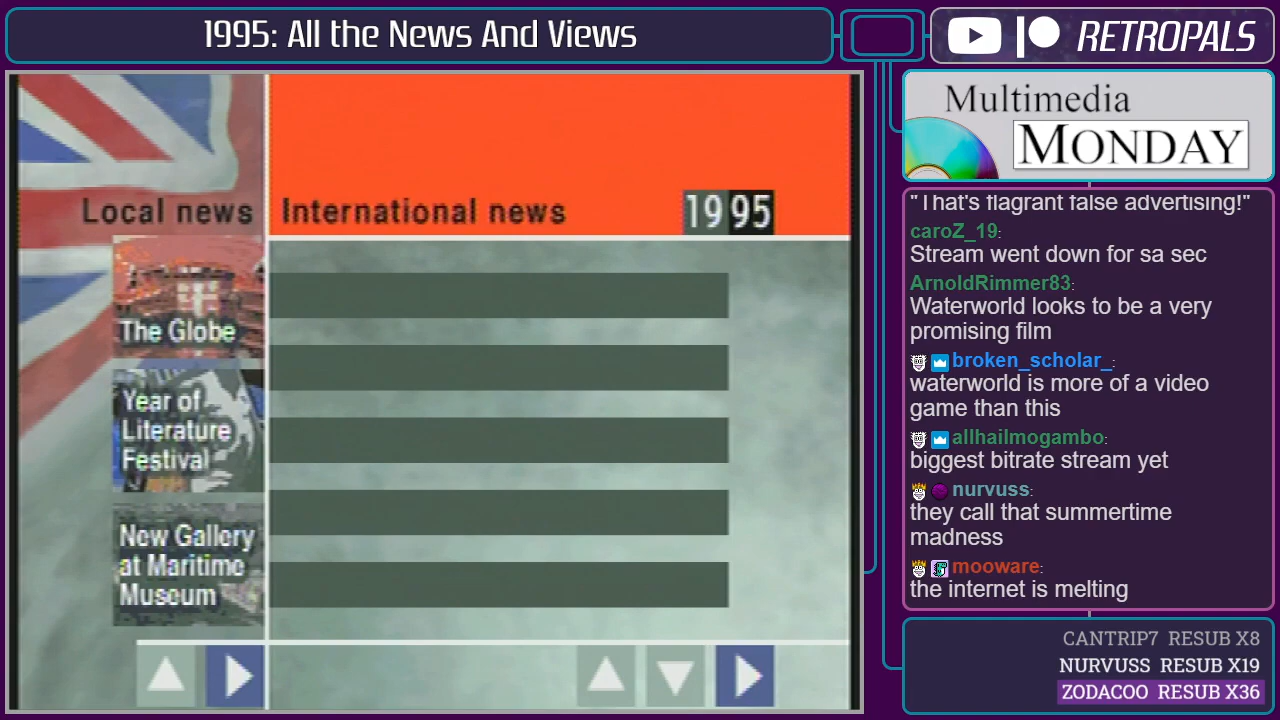 1995: All the News And Views
RETROPALS
Multimedia
MONDAY
Local news
International news
1995
The Globe
Year of
Literature
Festival
New Gallery
at Maritime
Museum
"That's flagrant false advertising!"
caroZ_19:
Stream went down for sa sec
ArnoldRimmer83:
Waterworld looks to be a very
promising film
broken_scholar_:
waterworld is more of a video
game than this
allhailmogambo:
biggest bitrate stream yet
nurvuss:
they call that summertime
madness
mooware:
the internet is melting
CANTRIP7 RESUB X8
NURVUSS RESUB X19
ZODACOO RESUB X36